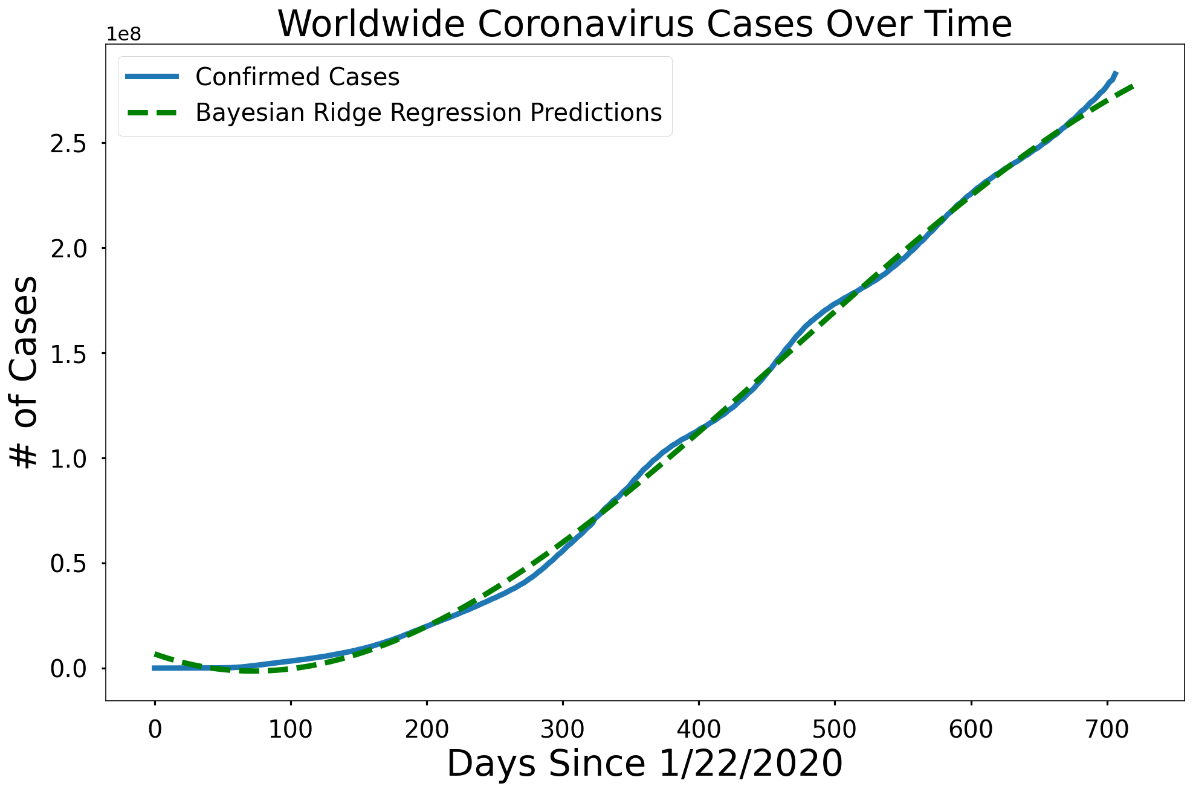 Worldwide Coronavirus Cases Over Time
1e8
Confirmed Cases
Bayesian Ridge Regression Predictions
2.5
2.0
1.5
1.0
0.5
0.0
# of Cases
0 100 200 300 400 500 600 700
Days Since 1/22/2020